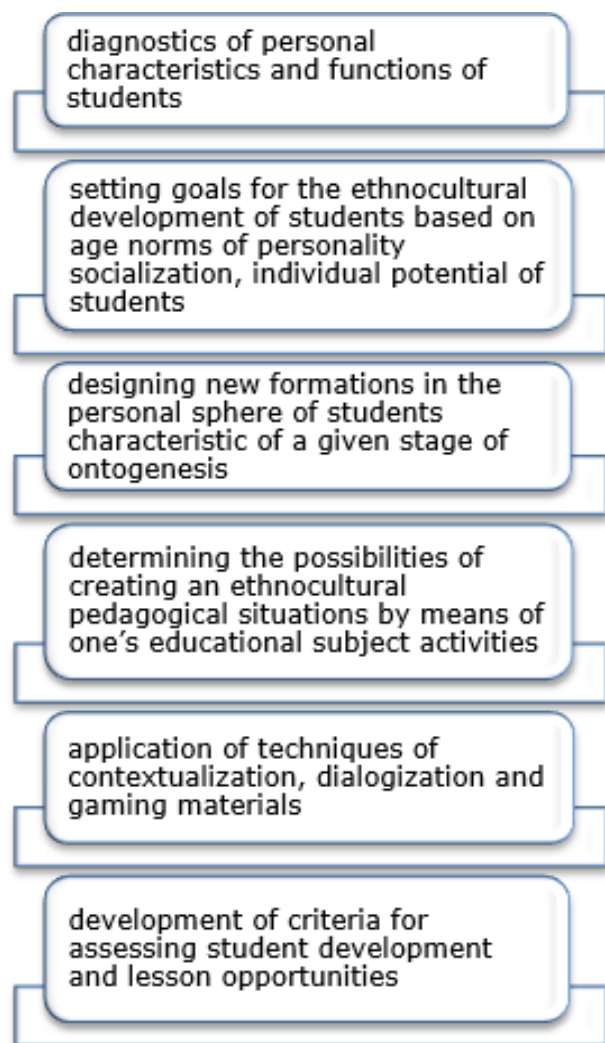 diagnostics of personal
characteristics and functions of
students
setting goals for the ethnocultural
development of students based on
age norms of personality
socialization, individual potential of
students
designing new formations in the
personal sphere of students
characteristic of a given stage of
ontogenesis
determining the possibilities of
creating an ethnocultural
pedagogical situations by means of
one’s educational subject activities
application of techniques of
contextualization, dialogization and
gaming materials
development of criteria for
assessing student development
and lesson opportunities